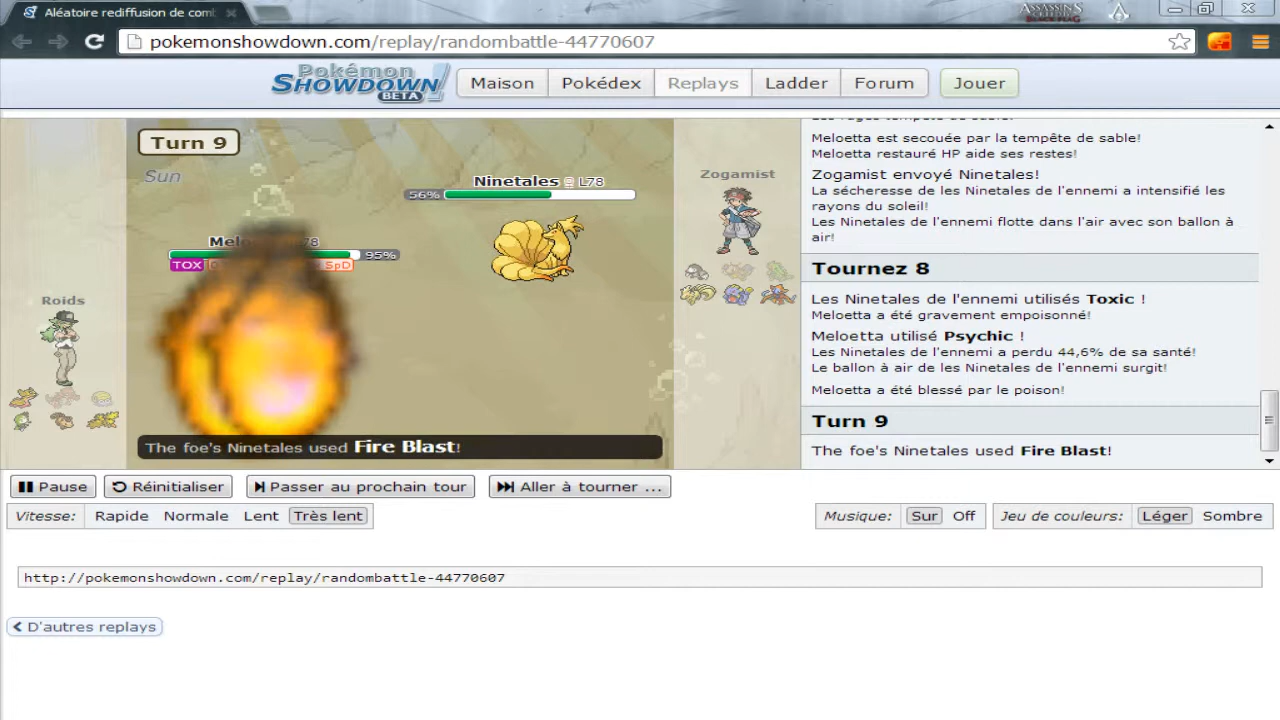 Aléatoire rediffusion de com
ASSASSIN'S
BLACK FLAG
pokemonshowdown.com/replay/randombattle-44770607
Pokémon
SHOWDOWN!
BETA
Maison
Pokédex
Replays
Ladder
Forum
Jouer
Turn 9
Sun
Ninetales L78
56%
78
95%
TOX
SpD
The foe's Ninetales used Fire Blast!
Roids
Zogamist
Meloetta est secouée par la tempête de sable!
Meloetta restauré HP aide ses restes!
Zogamist envoyé Ninetales!
La sécheresse de les Ninetales de l'ennemi a intensifié les
rayons du soleil!
Les Ninetales de l'ennemi flotte dans l'air avec son ballon à
air!
Tournez 8
Les Ninetales de l'ennemi utilisés Toxic !
Meloetta a été gravement empoisonné!
Meloetta utilisé Psychic !
Les Ninetales de l'ennemi a perdu 44,6% de sa santé!
Le ballon à air de les Ninetales de l'ennemi surgit!
Meloetta a été blessé par le poison!
Turn 9
The foe's Ninetales used Fire Blast!
Pause
Réinitialiser
Passer au prochain tour
Aller à tourner ...
Vitesse: Rapide Normale Lent Très lent
Musique: Sur Off
Jeu de couleurs: Léger Sombre
http://pokemonshowdown.com/replay/randombattle-44770607
D'autres replays